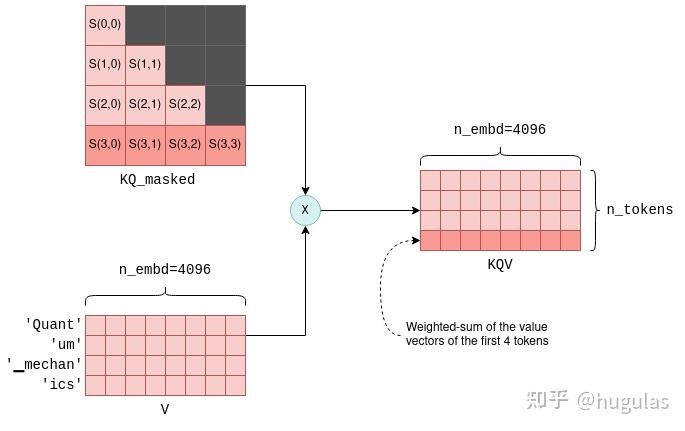 S(0,0)
S(1,0) S(1,1)
S(2,0) S(2,1) S(2,2)
S(3,0) S(3,1) S(3,2) S(3,3)
KQ_masked
X
n_embd=4096
n_tokens
KQV
Weighted-sum of the value
vectors of the first 4 tokens
n_embd=4096
'Quant'
'um'
'▁mechan'
'ics'
V
知乎 @hugulas